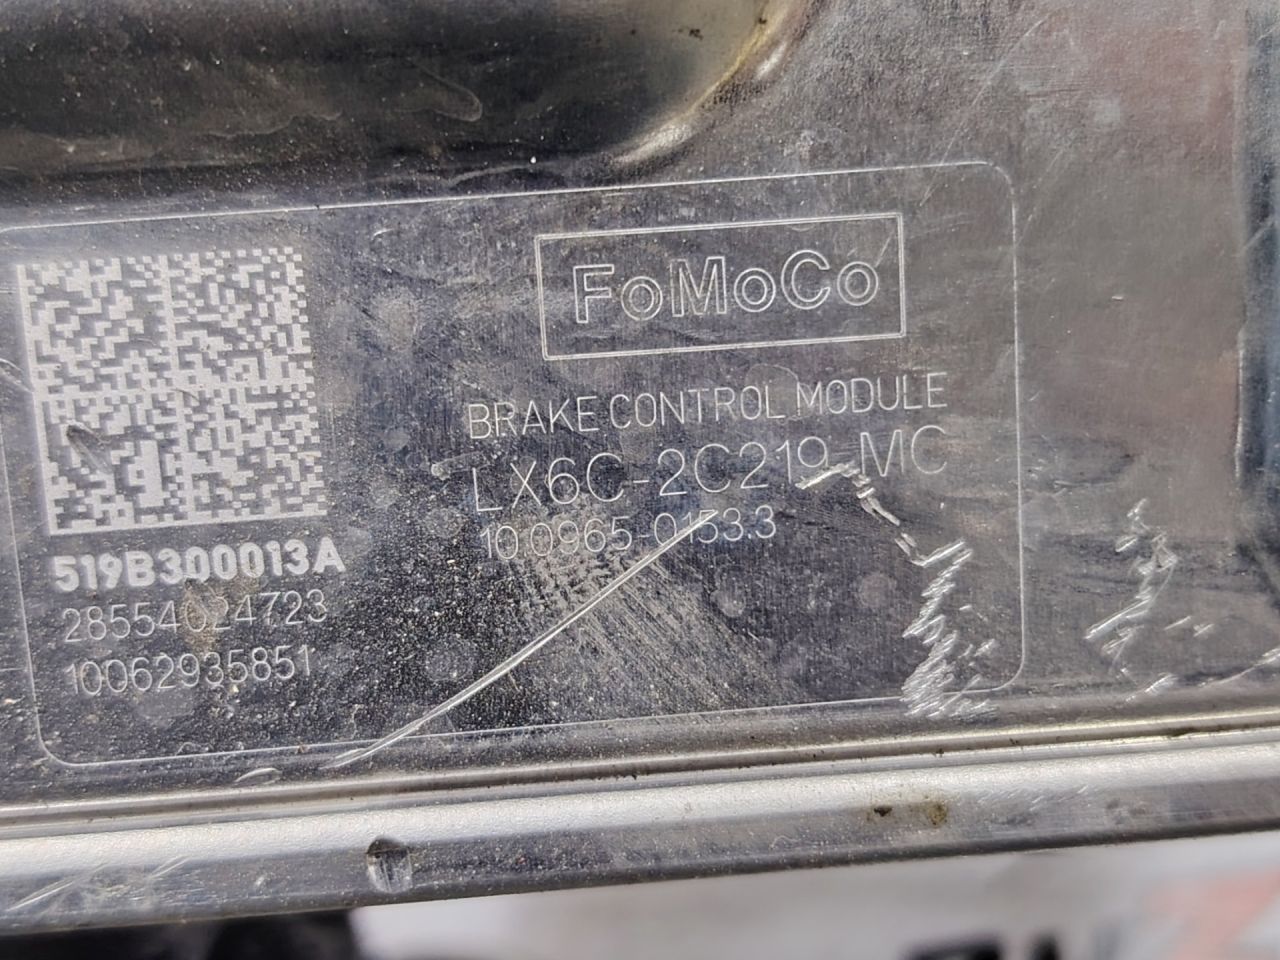 FoMoCo
BRAKE CONTROL MODULE
LX6C-2C219-MC
10.0965-0153.3
519B300013A
28554024723
10062935851